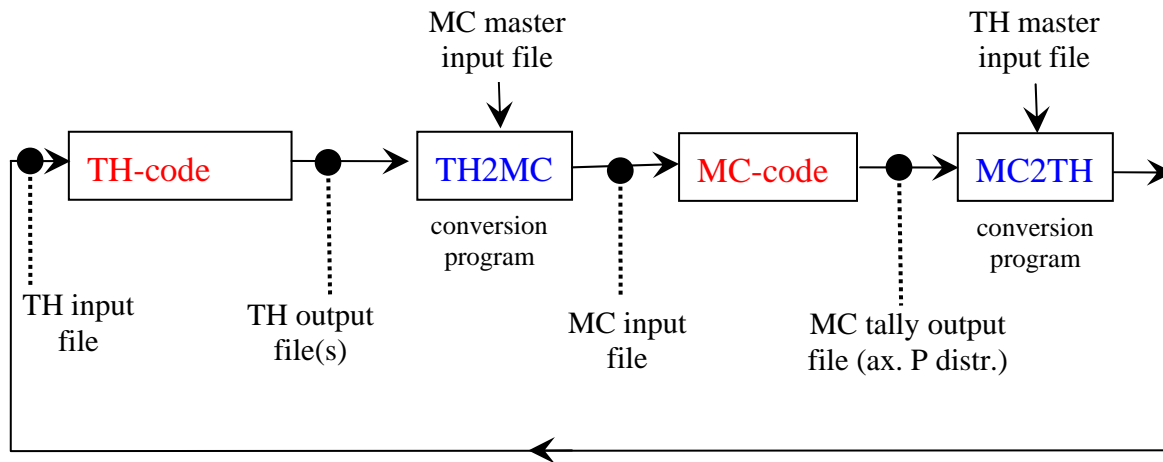 MC master
input file
TH master
input file
TH-code
TH2MC
MC-code
MC2TH
conversion
program
conversion
program
TH input
file
TH output
file(s)
MC input
file
MC tally output
file (ax. P distr.)